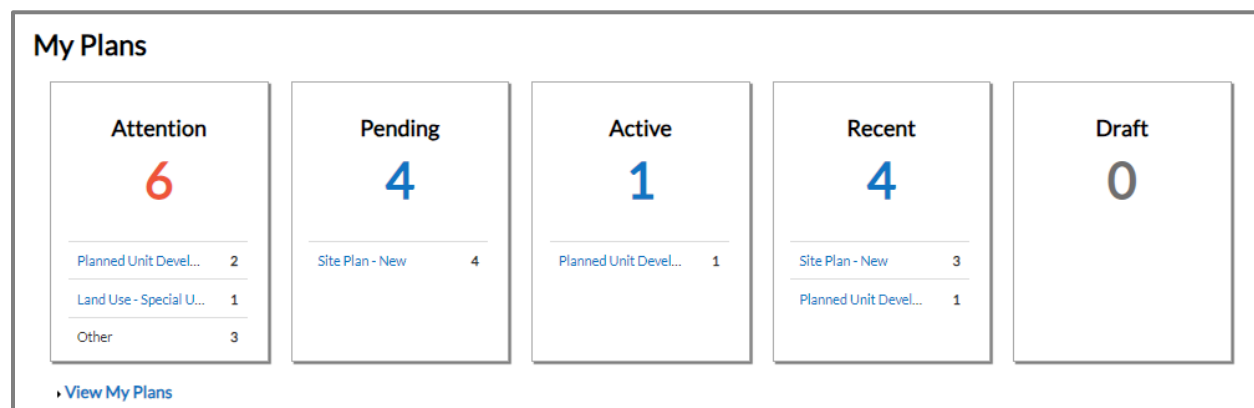 My Plans
Attention
6
Planned Unit Devel... 2
Land Use - Special U... 1
Other 3
Pending
4
Site Plan - New 4
Active
1
Planned Unit Devel... 1
Recent
4
Site Plan - New 3
Planned Unit Devel... 1
Draft
0
View My Plans